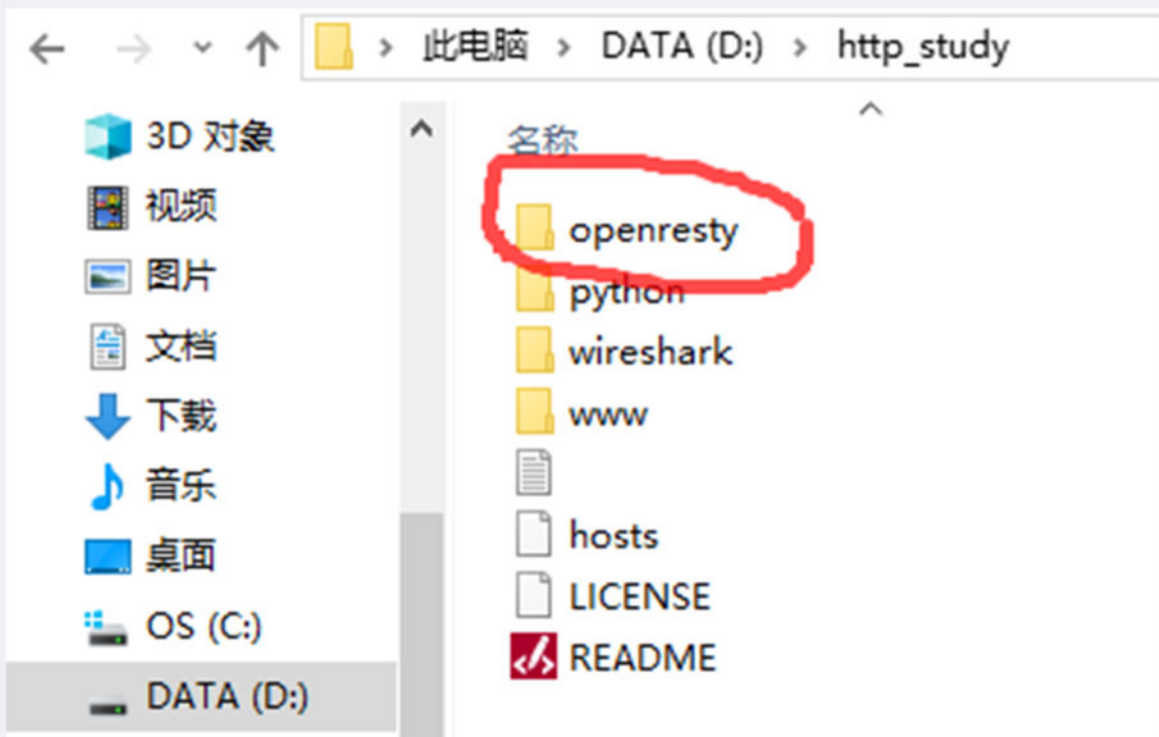 此电脑 > DATA (D:) > http_study
3D 对象
视频
图片
文档
下载
音乐
桌面
OS (C:)
DATA (D:)
名称
openresty
python
wireshark
www
hosts
LICENSE
README